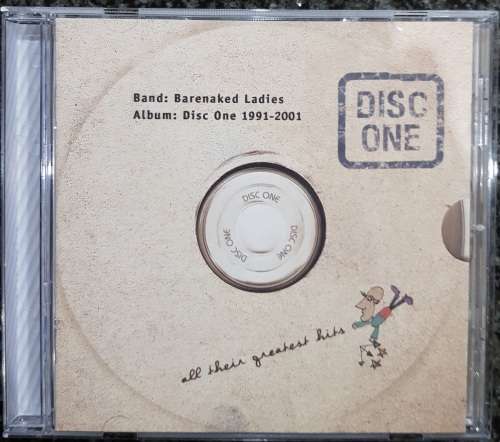 Band: Barenaked Ladies
Album: Disc One 1991-2001
DISC
ONE
DISC ONE
DISC ONE
DISC ONE
all their greatest hits